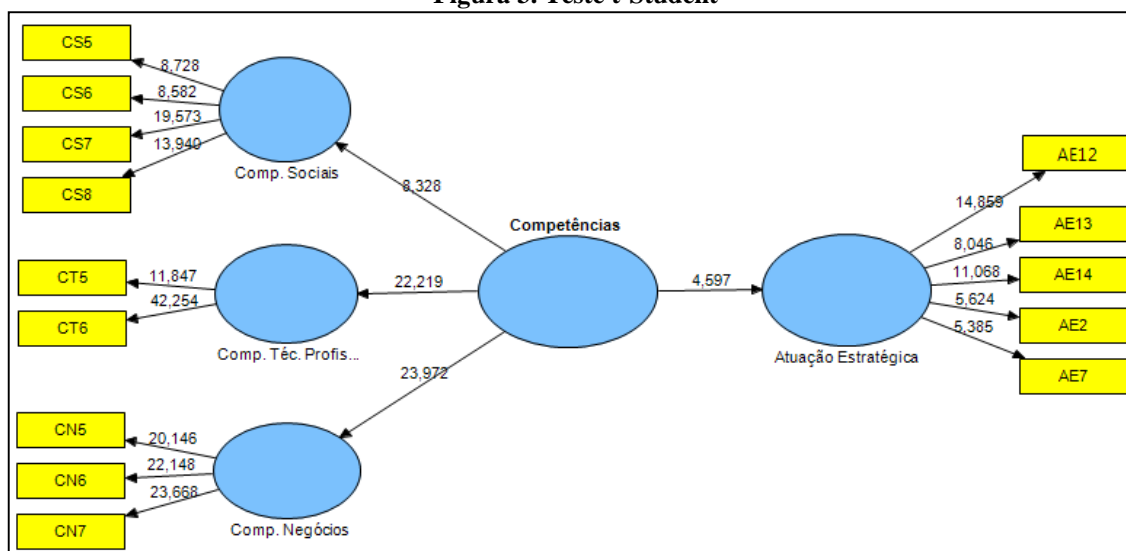 CS5
8,728
CS6
8,582
CS7
19,573
CS8
13,940
Comp. Sociais
8,328
Competências
CT5
11,847
CT6
42,254
Comp. Téc. Profis...
22,219
4,597
CN5
20,146
CN6
22,148
CN7
23,668
Comp. Negócios
23,972
AE12
14,859
AE13
8,046
AE14
11,068
AE2
5,624
AE7
5,385
Atuação Estratégica